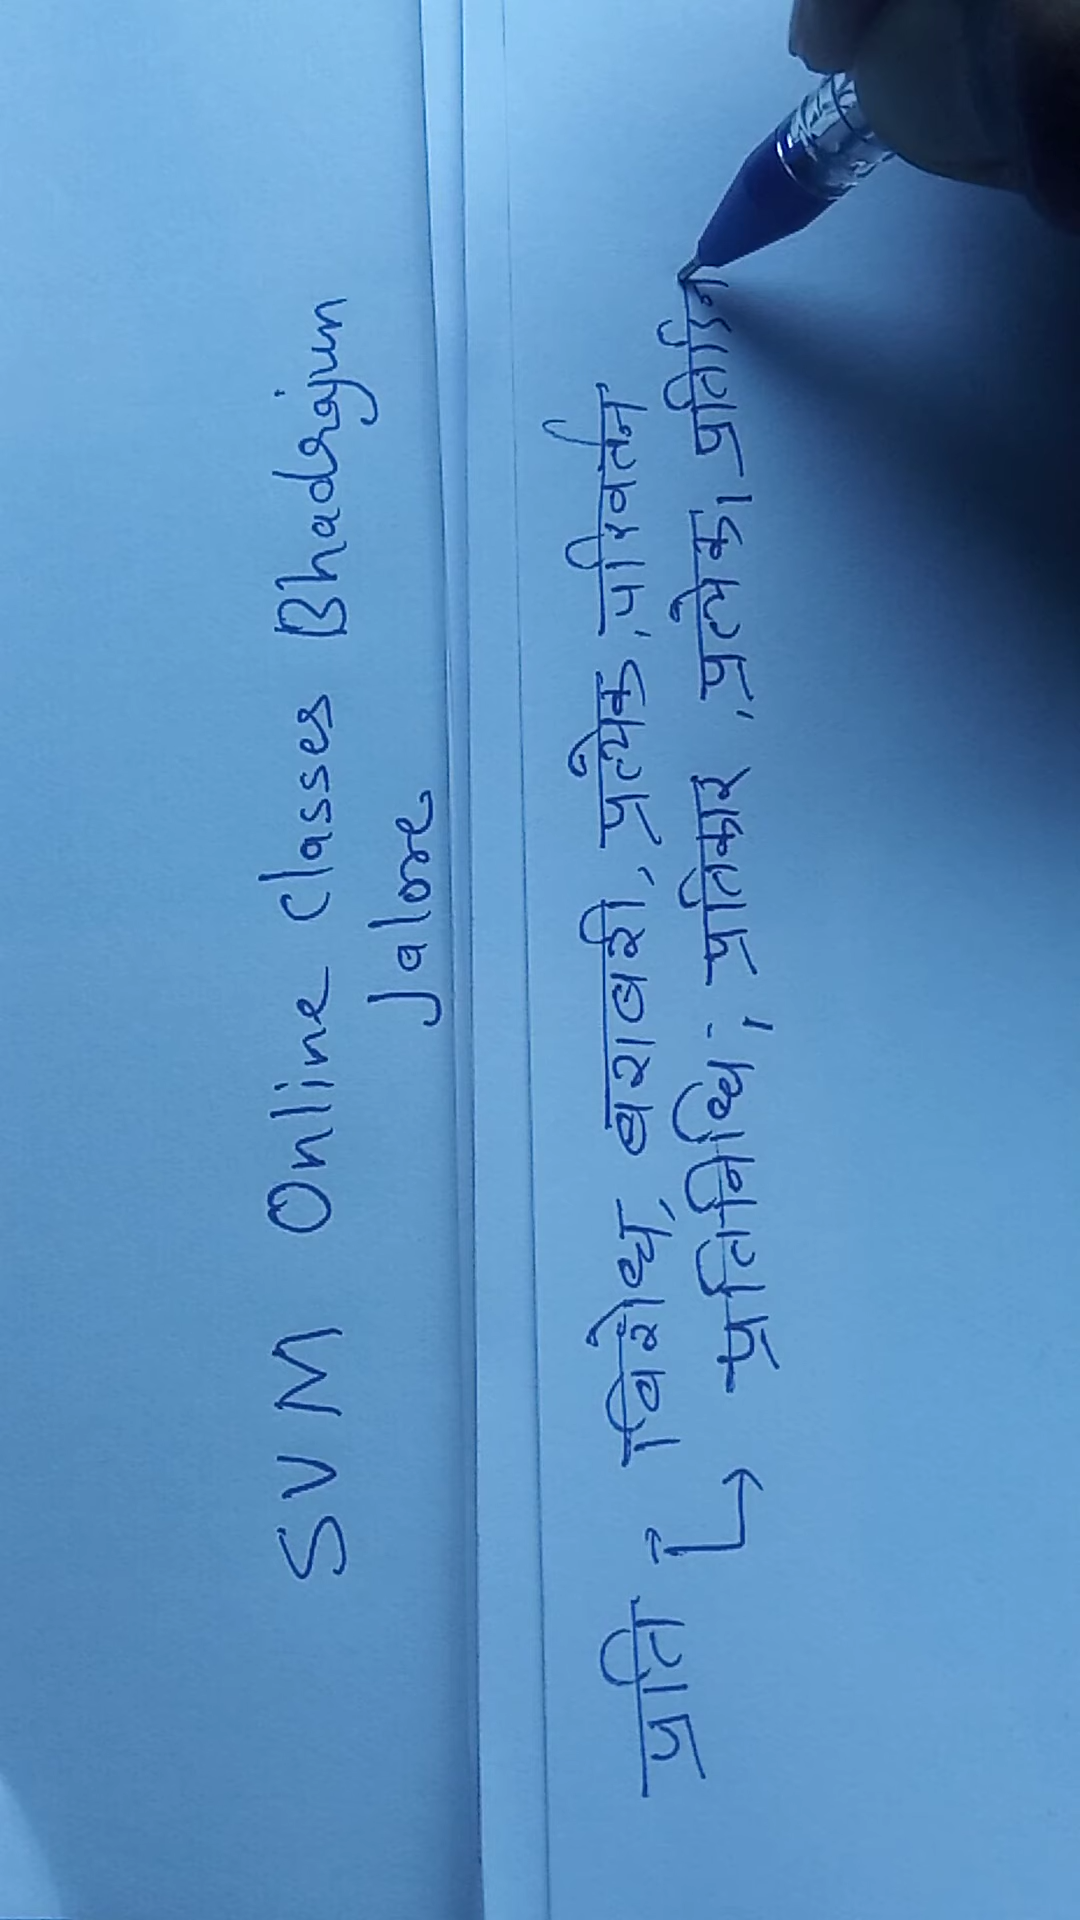 SVM Online Classes Bhadrajun
Jalore
प्रति [ विरोध, बराबरी, प्रत्येक, परिवर्तन
↳ प्रतिनिधि; प्रतिकार, प्रत्येक, प्रतिदिन